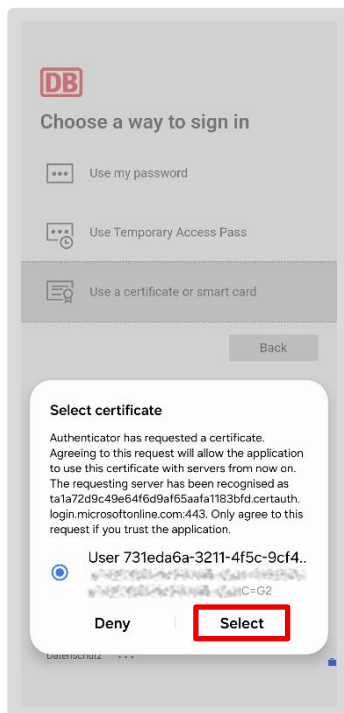 DB
Choose a way to sign in
Use my password
Use Temporary Access Pass
Use a certificate or smart card
Back
Select certificate
Authenticator has requested a certificate.
Agreeing to this request will allow the application
to use this certificate with servers from now on.
The requesting server has been recognised as
ta1a72d9c49e64f6d9af65aafa1183bfd.certauth.
login.microsoftonline.com:443. Only agree to this
request if you trust the application.
User 731eda6a-3211-4f5c-9cf4..
C=G2
Deny
Select
Datenschutz ...